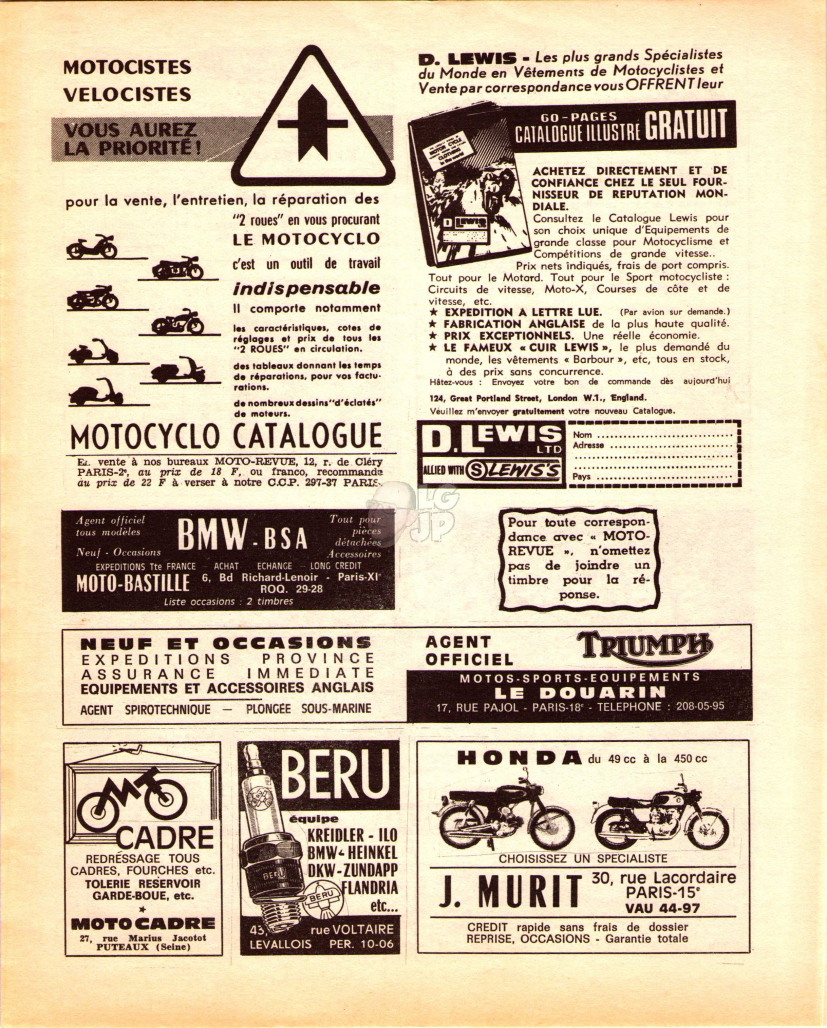 MOTOCISTES
VELOCISTES
VOUS AUREZ
LA PRIORITÉ !
pour la vente, l'entretien, la réparation des
"2 roues" en vous procurant
LE MOTOCYCLO
c'est un outil de travail
indispensable
Il comporte notamment
les caractéristiques, cotes de
réglages et prix de tous les
"2 ROUES" en circulation.
des tableaux donnant les temps
de réparations, pour vos factu-
rations.
de nombreux dessins "d'éclatés"
de moteurs.
MOTOCYCLO CATALOGUE
En vente à nos bureaux MOTO-REVUE, 12, r. de Cléry
PARIS-2e, au prix de 18 F, ou franco, recommandé
au prix de 22 F à verser à notre C.C.P. 297-37 PARIS.
D. LEWIS - Les plus grands Spécialistes
du Monde en Vêtements de Motocyclistes et
Vente par correspondance vous OFFRENT leur
60-PAGES
CATALOGUE ILLUSTRÉ GRATUIT
MOTOR CYCLE
CLOTHING
in the world
D. LEWIS
ACHETEZ DIRECTEMENT ET DE
CONFIANCE CHEZ LE SEUL FOUR-
NISSEUR DE REPUTATION MON-
DIALE.
Consultez le Catalogue Lewis pour
son choix unique d'Equipements de
grande classe pour Motocyclisme et
Compétitions de grande vitesse..
Prix nets indiqués, frais de port compris.
Tout pour le Motard. Tout pour le Sport motocycliste :
Circuits de vitesse, Moto-X, Courses de côte et de
vitesse, etc.
★ EXPEDITION A LETTRE LUE. (Par avion sur demande.)
★ FABRICATION ANGLAISE de la plus haute qualité.
★ PRIX EXCEPTIONNELS. Une réelle économie.
★ LE FAMEUX « CUIR LEWIS », le plus demandé du
monde, les vêtements « Barbour », etc, tous en stock,
à des prix sans concurrence.
Hâtez-vous : Envoyez votre bon de commande dès aujourd'hui
124, Great Portland Street, London W.1., England.
Véuillez m'envoyer gratuitement votre nouveau Catalogue.
D. LEWIS
LTD
ALLIED WITH S LEWIS'S
Nom
Adresse
Pays
LG
JP
Agent officiel
tous modèles
BMW - BSA
Tout pour
pièces
détachées
Neuf - Occasions
Accessoires
EXPEDITIONS Tte FRANCE - ACHAT ECHANGE - LONG CREDIT
MOTO-BASTILLE 6, Bd Richard-Lenoir - Paris-XIe
ROQ. 29-28
Liste occasions : 2 timbres
Pour toute correspon-
dance avec « MOTO-
REVUE », n'omettez
pas de joindre un
timbre pour la ré-
ponse.
NEUF ET OCCASIONS
EXPEDITIONS PROVINCE
ASSURANCE IMMEDIATE
EQUIPEMENTS ET ACCESSOIRES ANGLAIS
AGENT SPIROTECHNIQUE — PLONGÉE SOUS-MARINE
AGENT
OFFICIEL
TRIUMPH
MOTOS-SPORTS-EQUIPEMENTS
LE DOUARIN
17, RUE PAJOL - PARIS-18e - TELEPHONE : 208-05-95
MT
CADRE
REDRESSAGE TOUS
CADRES, FOURCHES etc.
TOLERIE RESERVOIR
GARDE-BOUE, etc.
★
MOTOCADRE
27, rue Marius Jacotot
PUTEAUX (Seine)
BERU
équipe
KREIDLER - ILO
BMW - HEINKEL
DKW - ZUNDAPP
FLANDRIA
etc...
BERU
BERU
43, rue VOLTAIRE
LEVALLOIS PER. 10-06
HONDA du 49 cc à la 450 cc
CHOISISSEZ UN SPECIALISTE
J. MURIT
30, rue Lacordaire
PARIS-15e
VAU 44-97
CREDIT rapide sans frais de dossier
REPRISE, OCCASIONS - Garantie totale